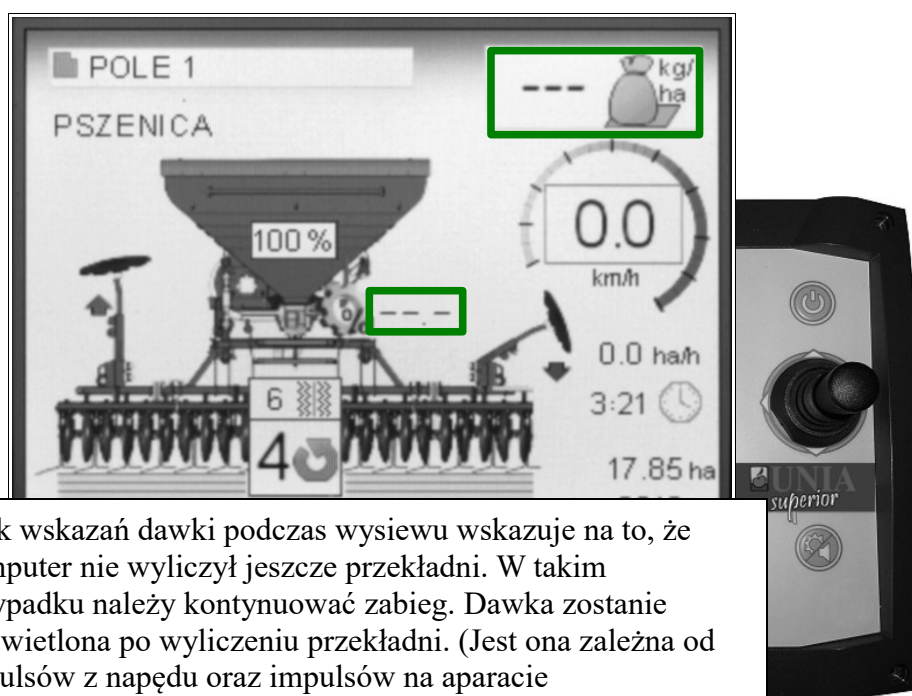 POLE 1
--- kg/
ha
PSZENICA
100 %
0.0
km/h
% --.-
0.0 ha/h
6
3:21
4
17.85 ha
UNIA
superior
k wskazań dawki podczas wysiewu wskazuje na to, że
puter nie wyliczył jeszcze przekładni. W takim
ypadku należy kontynuować zabieg. Dawka zostanie
wietlona po wyliczeniu przekładni. (Jest ona zależna od
pulsów z napędu oraz impulsów na aparacie